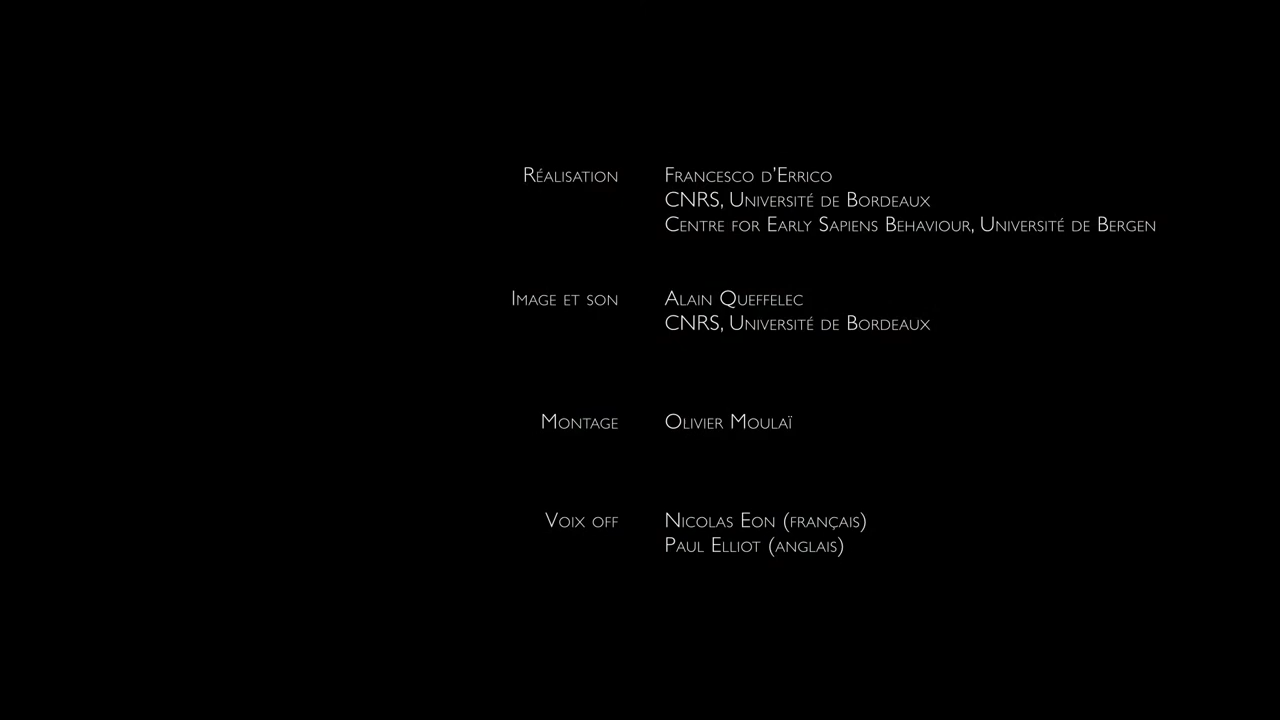 Réalisation Francesco d'Errico
CNRS, Université de Bordeaux
Centre for Early Sapiens Behaviour, Université de Bergen
Image et son Alain Queffelec
CNRS, Université de Bordeaux
Montage Olivier Moulaï
Voix off Nicolas Eon (français)
Paul Elliot (anglais)